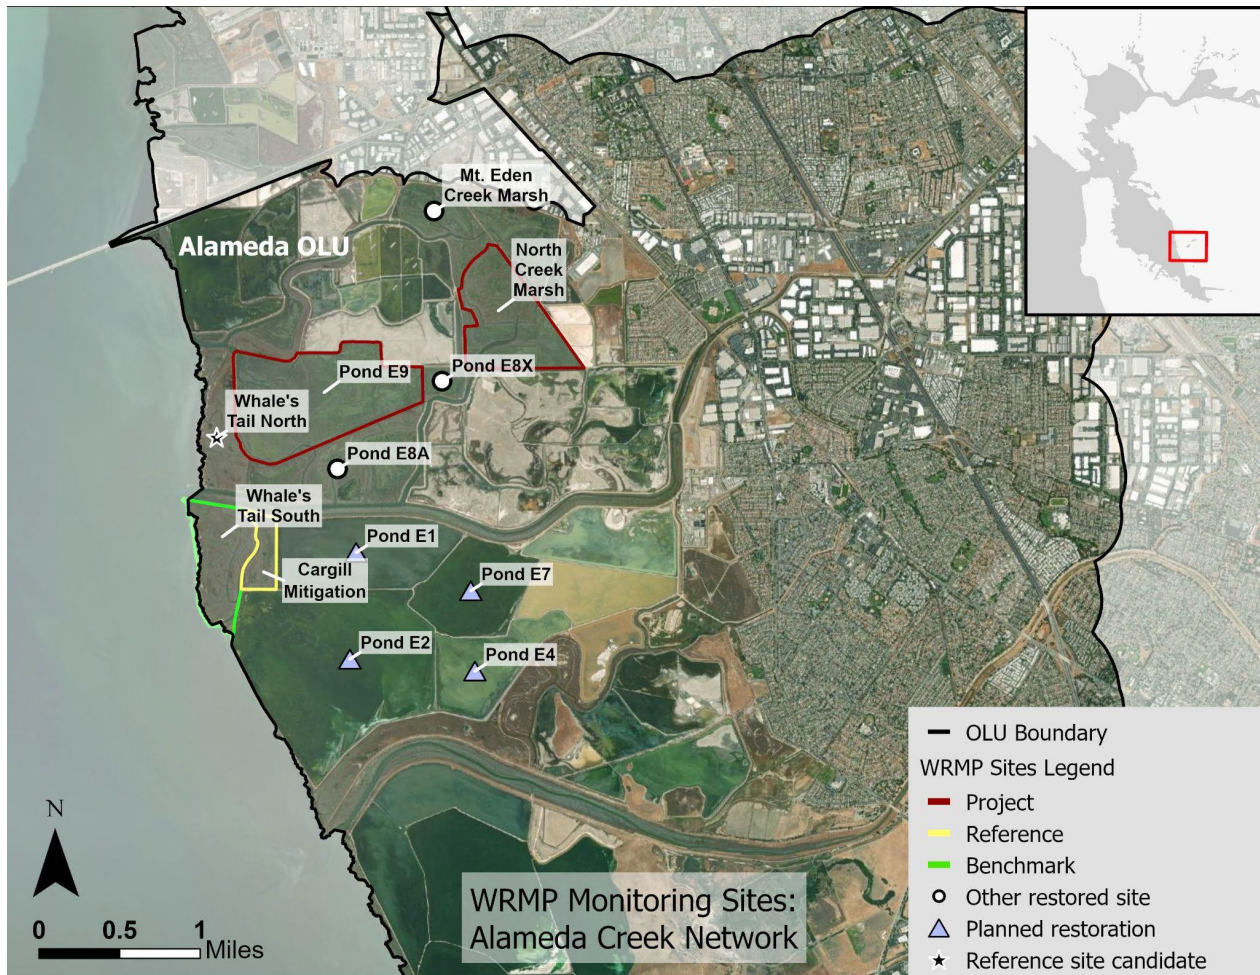 Mt. Eden
Creek Marsh
Alameda OLU
North
Creek
Marsh
Pond E9
Pond E8X
Whale's
Tail North
Pond E8A
Whale's
Tail South
Pond E1
Cargill
Mitigation
Pond E7
Pond E2
Pond E4
N
0 0.5 1
Miles
WRMP Monitoring Sites:
Alameda Creek Network
OLU Boundary
WRMP Sites Legend
Project
Reference
Benchmark
Other restored site
Planned restoration
Reference site candidate